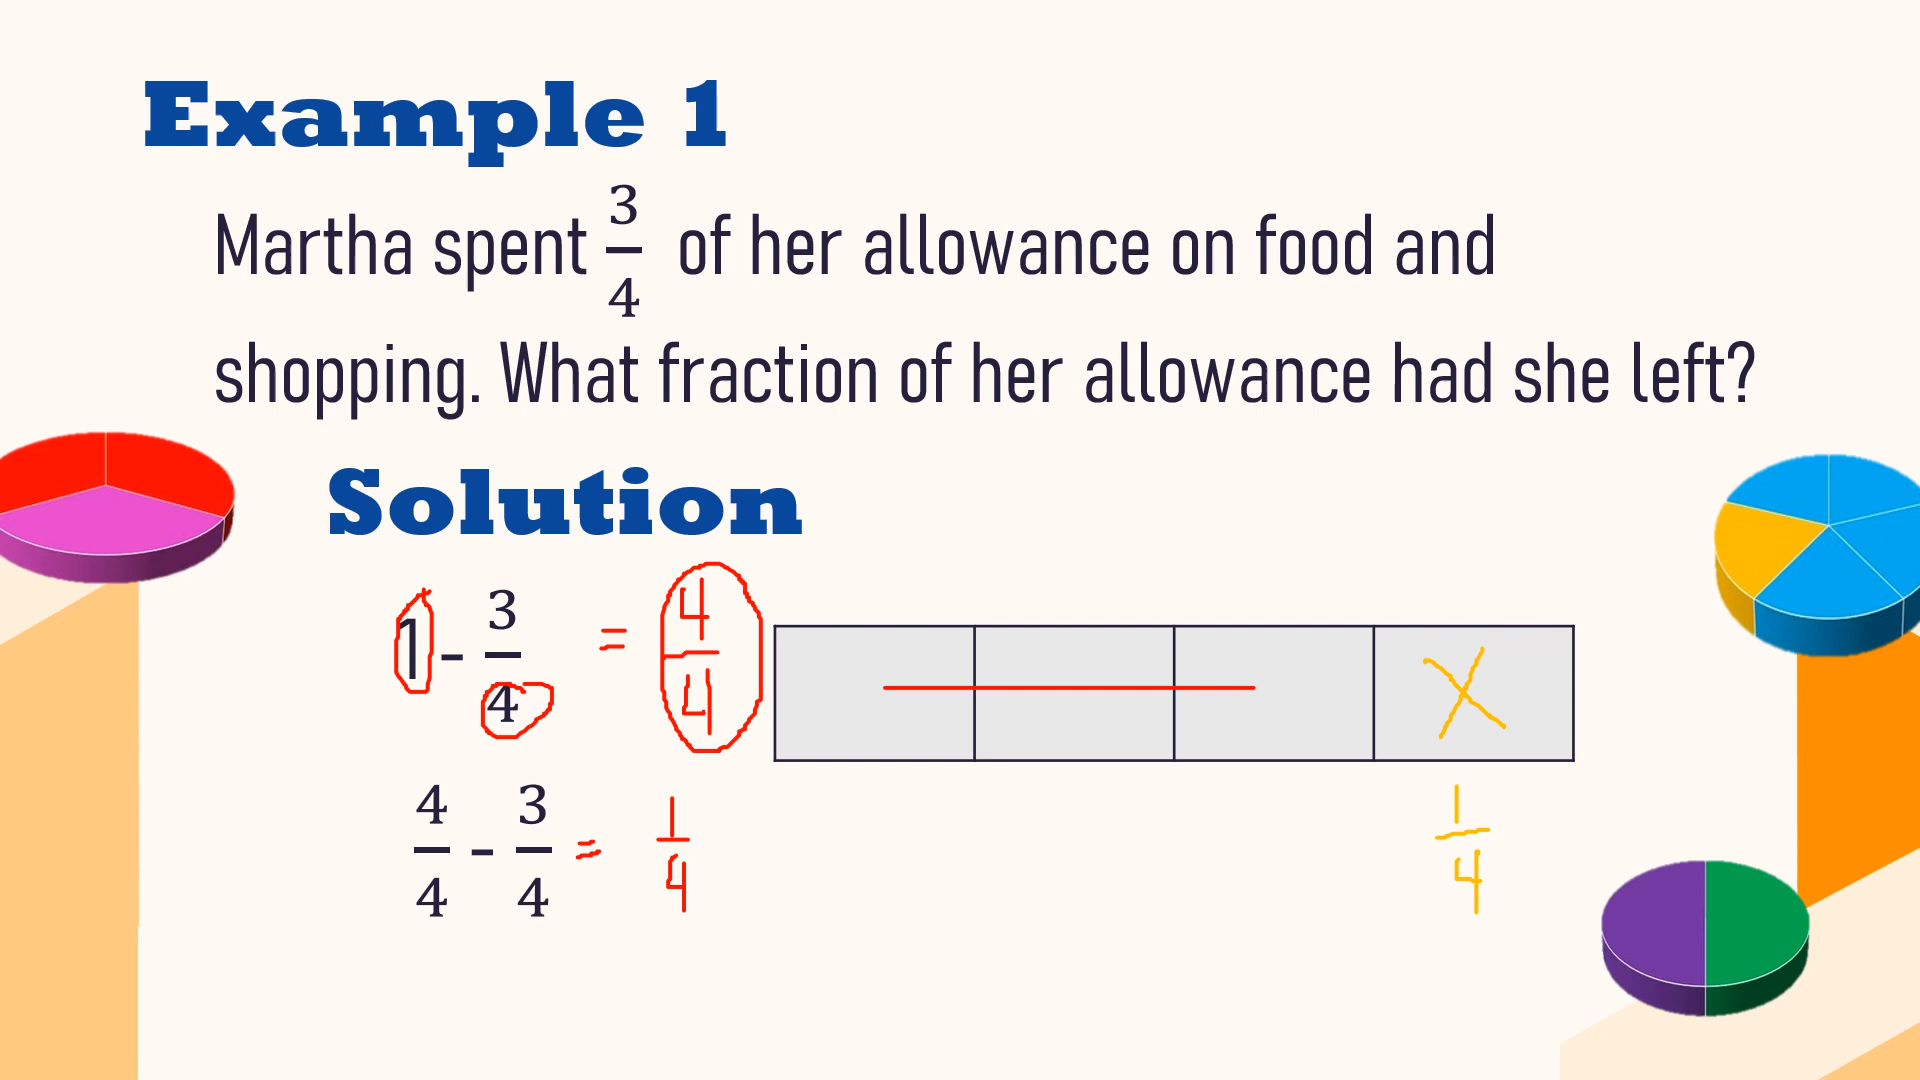 Example 1
Martha spent 3/4 of her allowance on food and
shopping. What fraction of her allowance had she left?
Solution
1 - 3/4 = 4/4
X
4/4 - 3/4 = 1/4
1/4